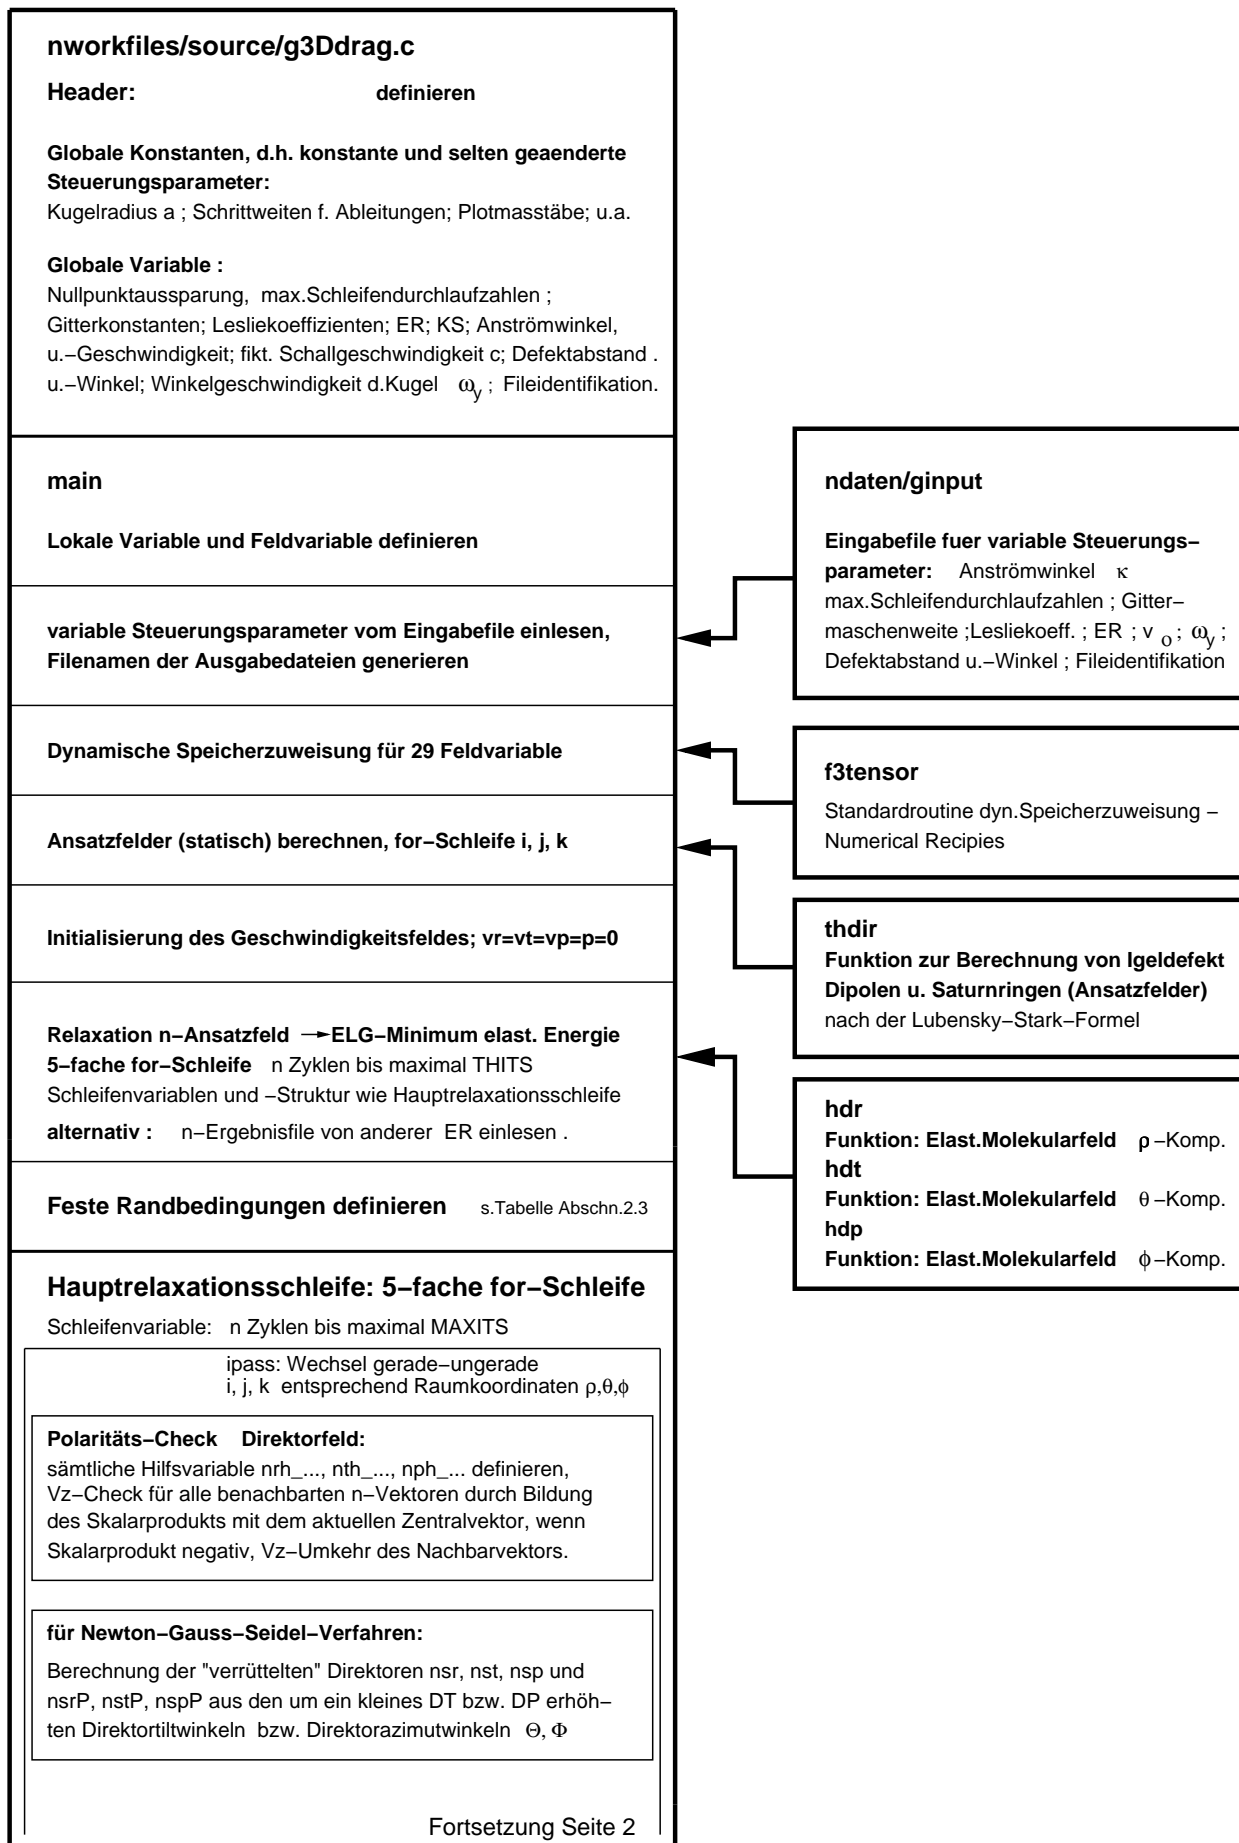 nworkfiles/source/g3Ddrag.c
Header: definieren
Globale Konstanten, d.h. konstante und selten geaenderte
Steuerungsparameter:
Kugelradius a ; Schrittweiten f. Ableitungen; Plotmasstäbe; u.a.
Globale Variable :
Nullpunktaussparung, max.Schleifendurchlaufzahlen ;
Gitterkonstanten; Lesliekoeffizienten; ER; KS; Anströmwinkel,
u.−Geschwindigkeit; fikt. Schallgeschwindigkeit c; Defektabstand .
u.−Winkel; Winkelgeschwindigkeit d.Kugel ω_y ; Fileidentifikation.
main
Lokale Variable und Feldvariable definieren
variable Steuerungsparameter vom Eingabefile einlesen,
Filenamen der Ausgabedateien generieren
Dynamische Speicherzuweisung für 29 Feldvariable
Ansatzfelder (statisch) berechnen, for−Schleife i, j, k
Initialisierung des Geschwindigkeitsfeldes; vr=vt=vp=p=0
Relaxation n−Ansatzfeld → ELG−Minimum elast. Energie
5−fache for−Schleife n Zyklen bis maximal THITS
Schleifenvariablen und −Struktur wie Hauptrelaxationsschleife
alternativ : n−Ergebnisfile von anderer ER einlesen .
Feste Randbedingungen definieren s.Tabelle Abschn.2.3
Hauptrelaxationsschleife: 5−fache for−Schleife
Schleifenvariable: n Zyklen bis maximal MAXITS
ipass: Wechsel gerade−ungerade
i, j, k entsprechend Raumkoordinaten ρ,θ,ϕ
Polaritäts−Check Direktorfeld:
sämtliche Hilfsvariable nrh_..., nth_..., nph_... definieren,
Vz−Check für alle benachbarten n−Vektoren durch Bildung
des Skalarprodukts mit dem aktuellen Zentralvektor, wenn
Skalarprodukt negativ, Vz−Umkehr des Nachbarvektors.
für Newton−Gauss−Seidel−Verfahren:
Berechnung der "verrüttelten" Direktoren nsr, nst, nsp und
nsrP, nstP, nspP aus den um ein kleines DT bzw. DP erhöh−
ten Direktortiltwinkeln bzw. Direktorazimutwinkeln Θ, Φ
Fortsetzung Seite 2
ndaten/ginput
Eingabefile fuer variable Steuerungs−
parameter: Anströmwinkel κ
max.Schleifendurchlaufzahlen ; Gitter−
maschenweite ;Lesliekoeff. ; ER ; v_o ; ω_y ;
Defektabstand u.−Winkel ; Fileidentifikation
f3tensor
Standardroutine dyn.Speicherzuweisung −
Numerical Recipies
thdir
Funktion zur Berechnung von Igeldefekt
Dipolen u. Saturnringen (Ansatzfelder)
nach der Lubensky−Stark−Formel
hdr
Funktion: Elast.Molekularfeld ρ −Komp.
hdt
Funktion: Elast.Molekularfeld θ −Komp.
hdp
Funktion: Elast.Molekularfeld ϕ −Komp.